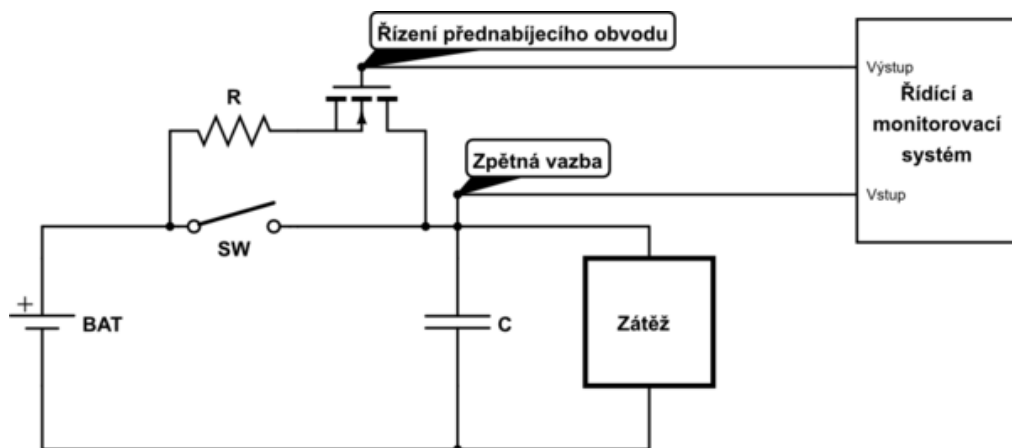 Řízení přednabíjecího obvodu
Výstup
Řídící a
monitorovací
systém
R
Zpětná vazba
Vstup
SW
+
BAT
C
Zátěž